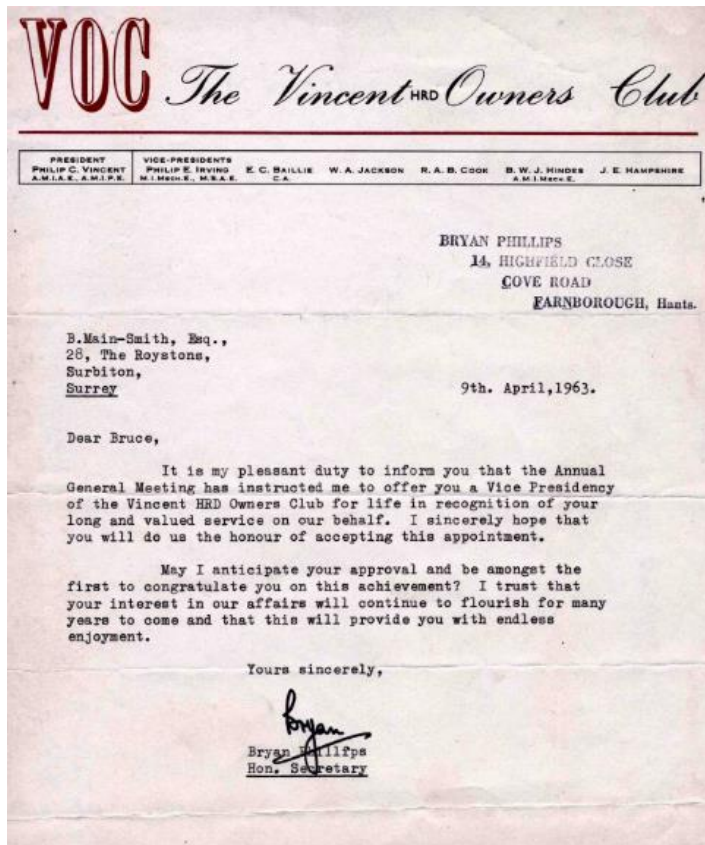 VOC The Vincent HRD Owners Club
PRESIDENT
PHILIP C. VINCENT
A.M.I.A.E., A.M.I.P.E.
VICE-PRESIDENTS
PHILIP E. IRVING
M.I.MECH.E., M.S.A.E.
E. C. BAILLIE
C.A.
W. A. JACKSON
R. A. B. COOK
B. W. J. HINDES
A.M.I.MECH.E.
J. E. HAMPSHIRE
BRYAN PHILLIPS
14, HIGHFIELD CLOSE
COVE ROAD
FARNBOROUGH, Hants.
B.Main-Smith, Esq.,
28, The Roystons,
Surbiton,
Surrey
9th. April,1963.
Dear Bruce,
It is my pleasant duty to inform you that the Annual
General Meeting has instructed me to offer you a Vice Presidency
of the Vincent HRD Owners Club for life in recognition of your
long and valued service on our behalf. I sincerely hope that
you will do us the honour of accepting this appointment.
May I anticipate your approval and be amongst the
first to congratulate you on this achievement? I trust that
your interest in our affairs will continue to flourish for many
years to come and that this will provide you with endless
enjoyment.
Yours sincerely,
Bryan
Bryan Phillips
Hon. Secretary